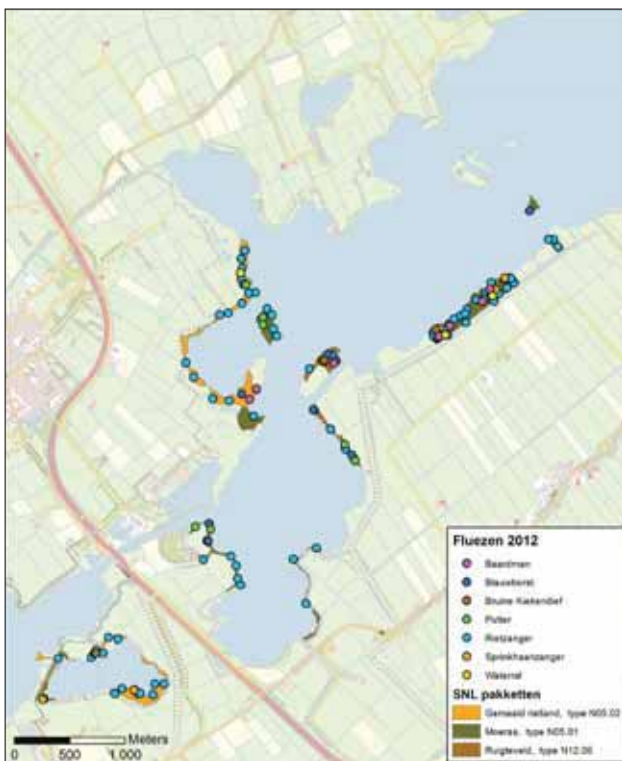 Fluezen 2012
Baardman
Blauwborst
Bruine Kiekendief
Putter
Rietzanger
Sprinkhaanzanger
Waterral
SNL pakketten
Gemaaid rietland, type N05.02
Moeras, type N05.01
Ruigteveld, type N12.06
Meters
0 500 1.000